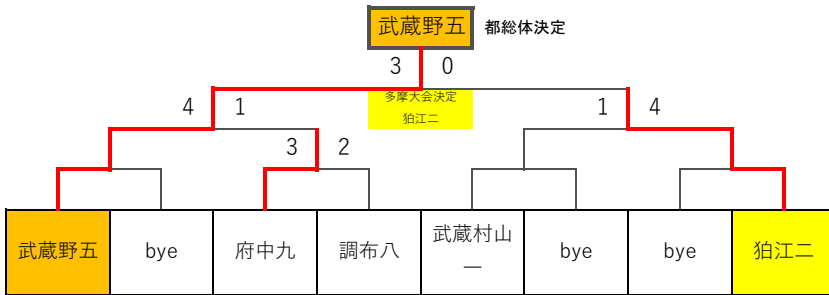 武蔵野五 都総体決定
3 0
多摩大会決定
狛江二
4 1 1 4
3 2
武蔵野五 bye 府中九 調布八 武蔵村山一 bye bye 狛江二